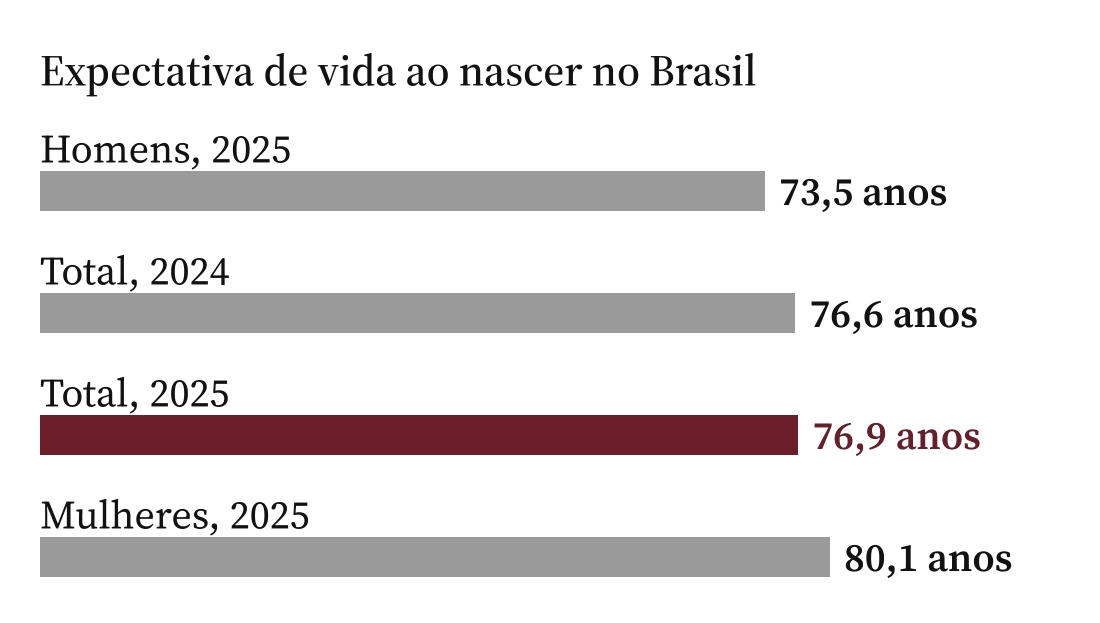 Expectativa de vida ao nascer no Brasil
Homens, 2025
73,5 anos
Total, 2024
76,6 anos
Total, 2025
76,9 anos
Mulheres, 2025
80,1 anos